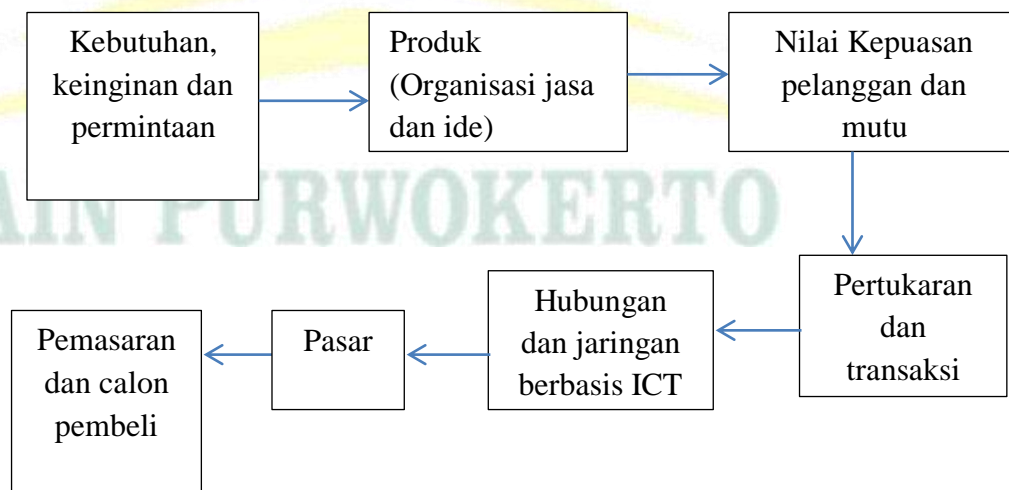 Kebutuhan,
keinginan dan
permintaan
Produk
(Organisasi jasa
dan ide)
Nilai Kepuasan
pelanggan dan
mutu
AIN PURWOKERTO
Pertukaran
dan
transaksi
Hubungan
dan jaringan
berbasis ICT
Pasar
Pemasaran
dan calon
pembeli